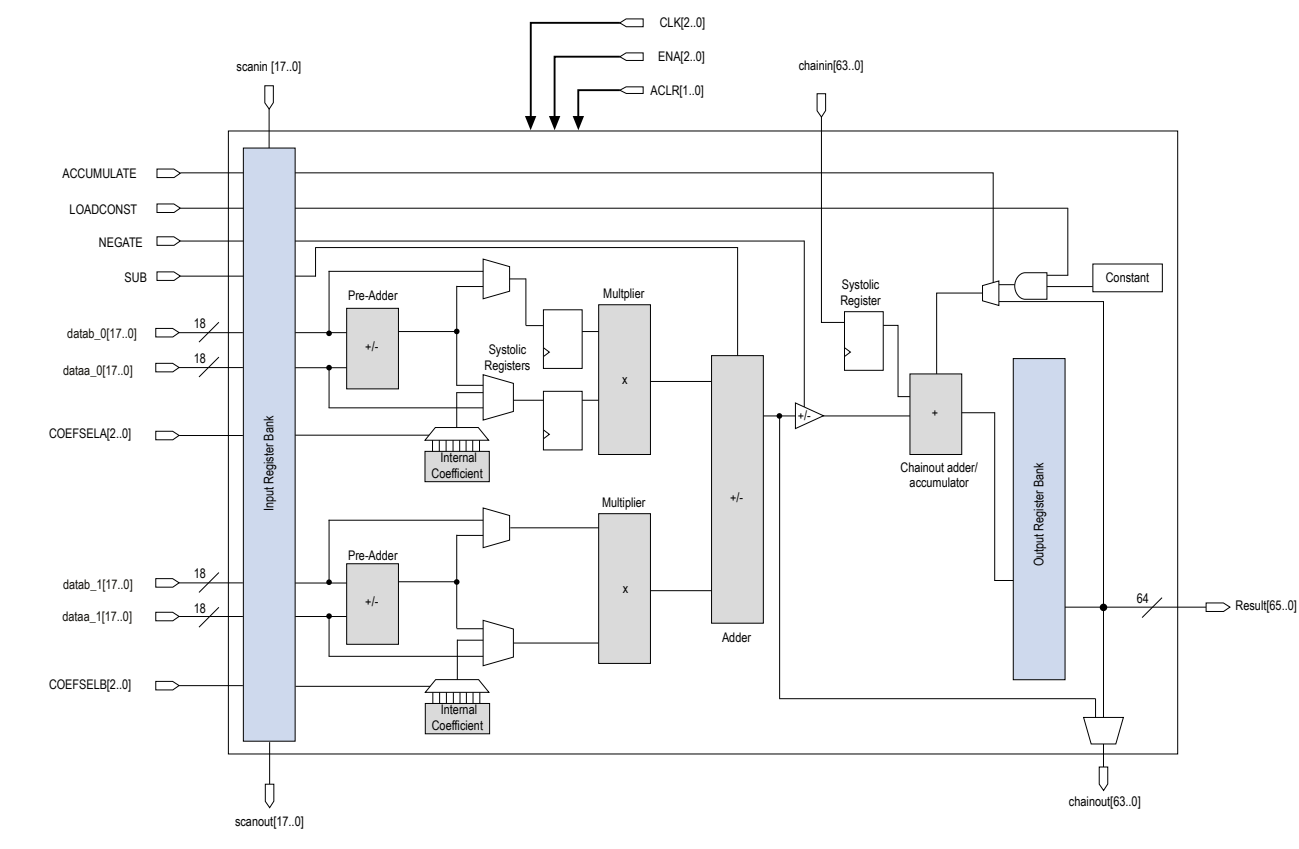 CLK[2..0]
ENA[2..0]
ACLR[1..0]
scanin [17..0]
chainin[63..0]
ACCUMULATE
LOADCONST
NEGATE
SUB
Constant
Systolic
Register
Pre-Adder
Multplier
datab_0[17..0]
18
+/-
dataa_0[17..0]
18
Systolic
Registers
x
+/-
+
COEFSELA[2..0]
Internal
Coefficient
Chainout adder/
accumulator
Input Register Bank
Output Register Bank
Multiplier
+/-
Pre-Adder
datab_1[17..0]
18
+/-
x
dataa_1[17..0]
18
64
Result[65..0]
Adder
COEFSELB[2..0]
Internal
Coefficient
chainout[63..0]
scanout[17..0]